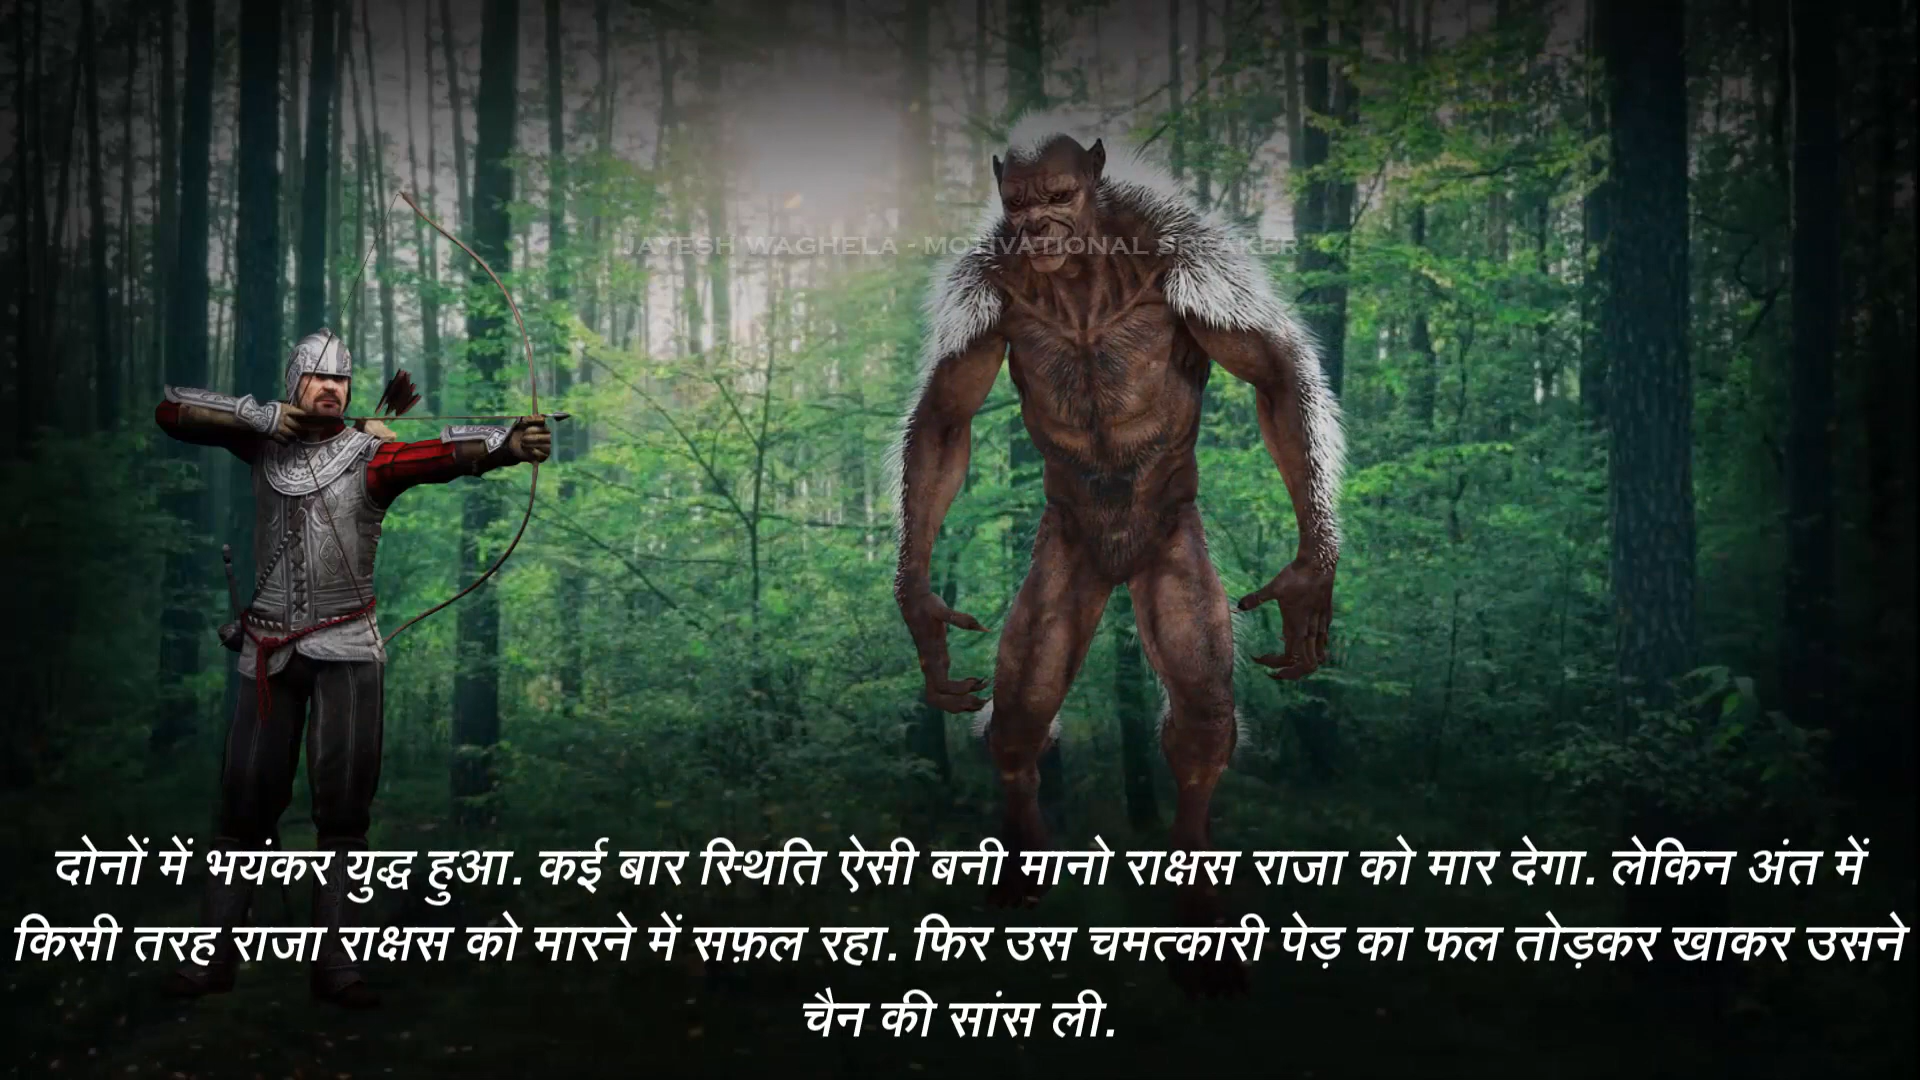 JAYESH WAGHELA - MOTIVATIONAL SPEAKER
दोनों में भयंकर युद्ध हुआ. कई बार स्थिति ऐसी बनी मानो राक्षस राजा को मार देगा. लेकिन अंत में
किसी तरह राजा राक्षस को मारने में सफ़ल रहा. फिर उस चमत्कारी पेड़ का फल तोड़कर खाकर उसने
चैन की सांस ली.